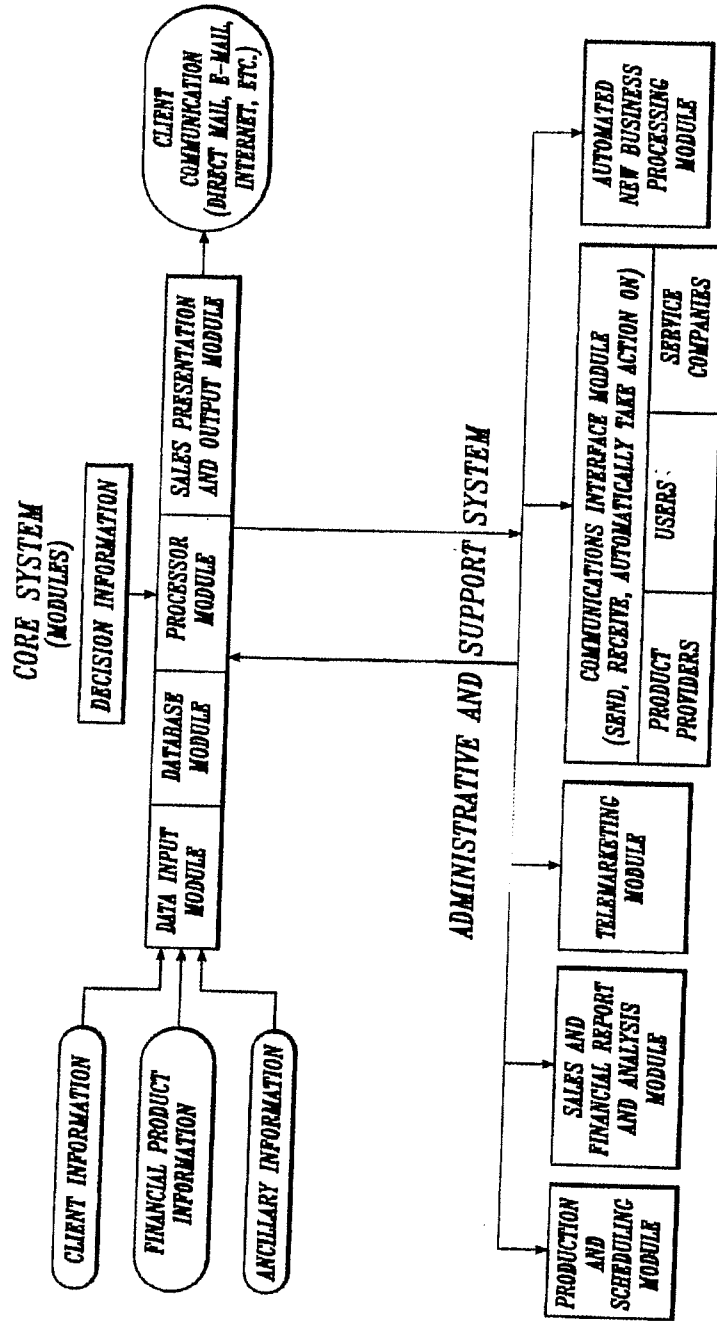 CORE SYSTEM
(MODULES)
DECISION INFORMATION
CLIENT INFORMATION
FINANCIAL PRODUCT
INFORMATION
ANCILLARY INFORMATION
DATA INPUT
MODULE
DATABASE
MODULE
PROCESSOR
MODULE
SALES PRESENTATION
AND OUTPUT MODULE
CLIENT
COMMUNICATION
(DIRECT MAIL, E-MAIL,
INTERNET, ETC.)
ADMINISTRATIVE AND SUPPORT SYSTEM
PRODUCTION
AND
SCHEDULING
MODULE
SALES AND
FINANCIAL REPORT
AND ANALYSIS
MODULE
TELEMARKETING
MODULE
COMMUNICATIONS INTERFACE MODULE
(SEND, RECEIVE, AUTOMATICALLY TAKE ACTION ON)
PRODUCT
PROVIDERS
USERS
SERVICE
COMPANIES
AUTOMATED
NEW BUSINESS
PROCESSING
MODULE